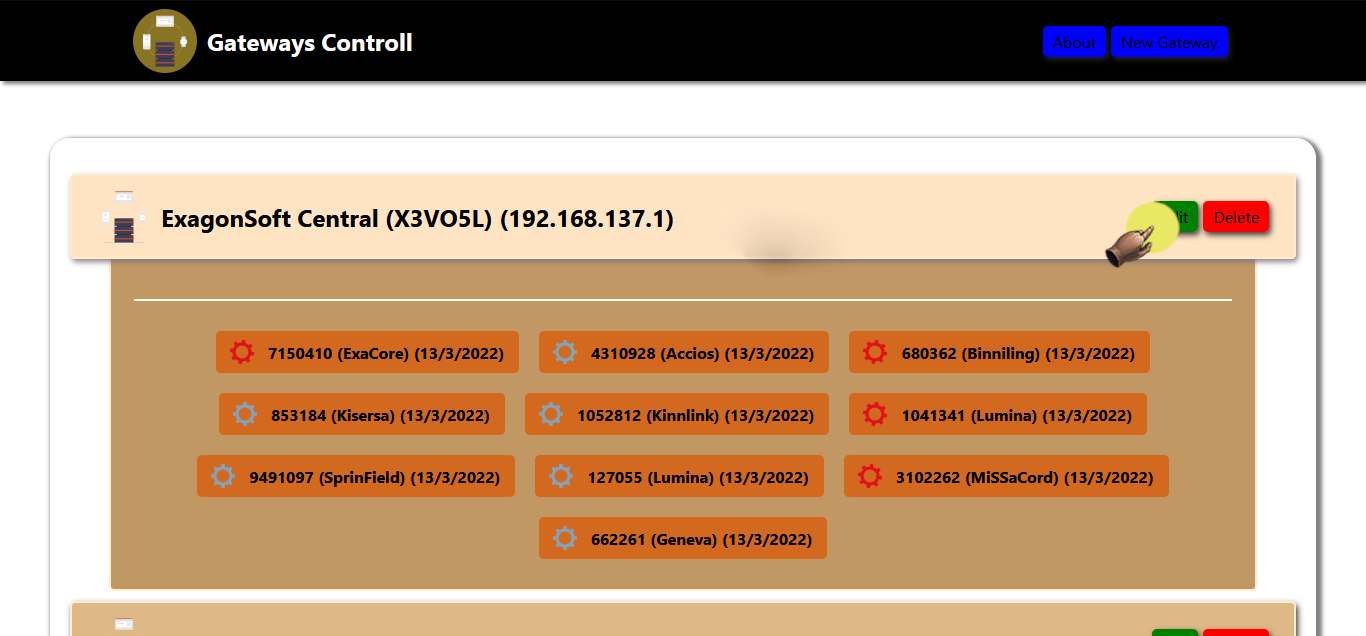 Gateways Controll
About New Gateway
ExagonSoft Central (X3VO5L) (192.168.137.1)
Delete
7150410 (ExaCore) (13/3/2022) 4310928 (Accios) (13/3/2022) 680362 (Binniling) (13/3/2022)
853184 (Kisersa) (13/3/2022) 1052812 (Kinnlink) (13/3/2022) 1041341 (Lumina) (13/3/2022)
9491097 (SprinField) (13/3/2022) 127055 (Lumina) (13/3/2022) 3102262 (MiSSaCord) (13/3/2022)
662261 (Geneva) (13/3/2022)